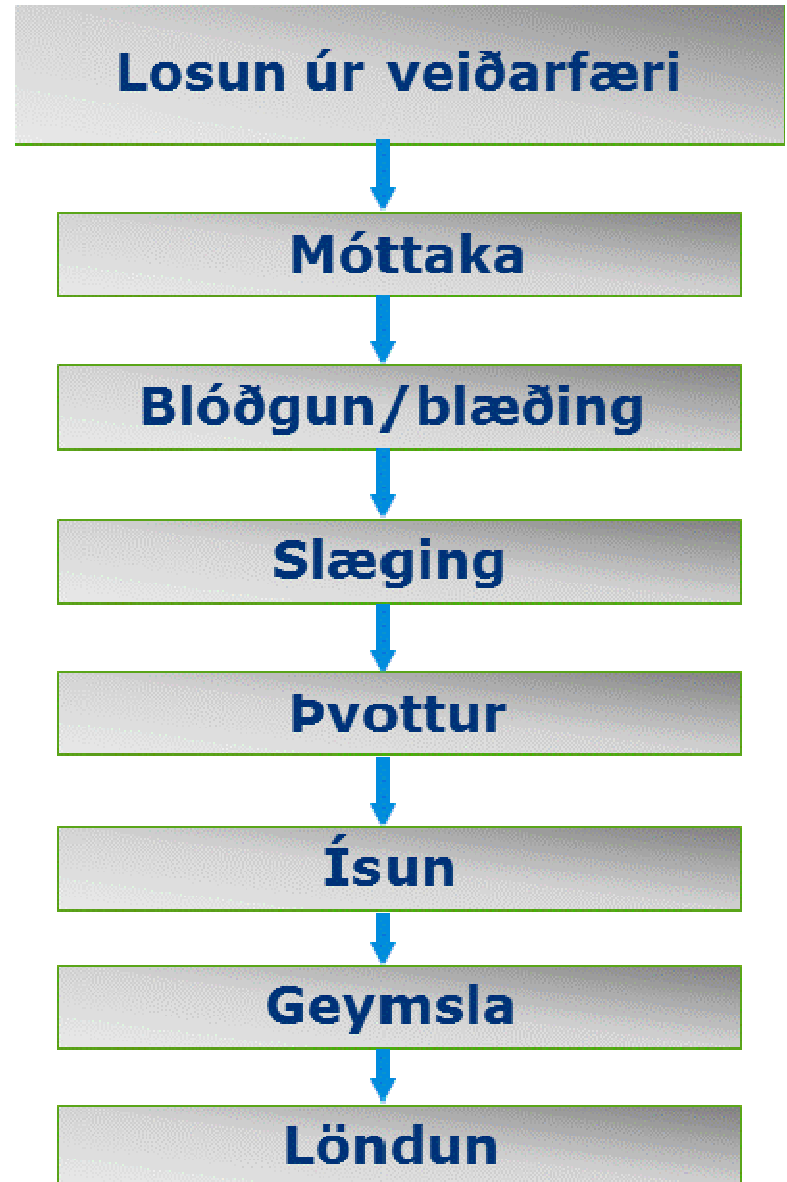 Losun úr veiðarfæri
Móttaka
Blóðgun/blæðing
Slæging
Þvottur
Ísun
Geymsla
Löndun